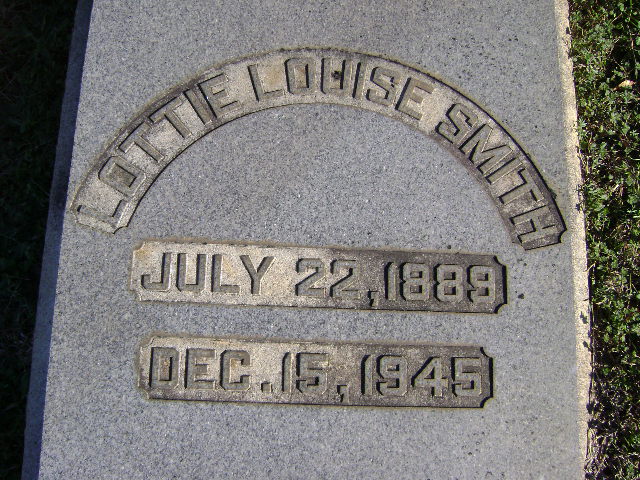 LOTTIE LOUISE SMITH
JULY 22, 1889
DEC. 15, 1945